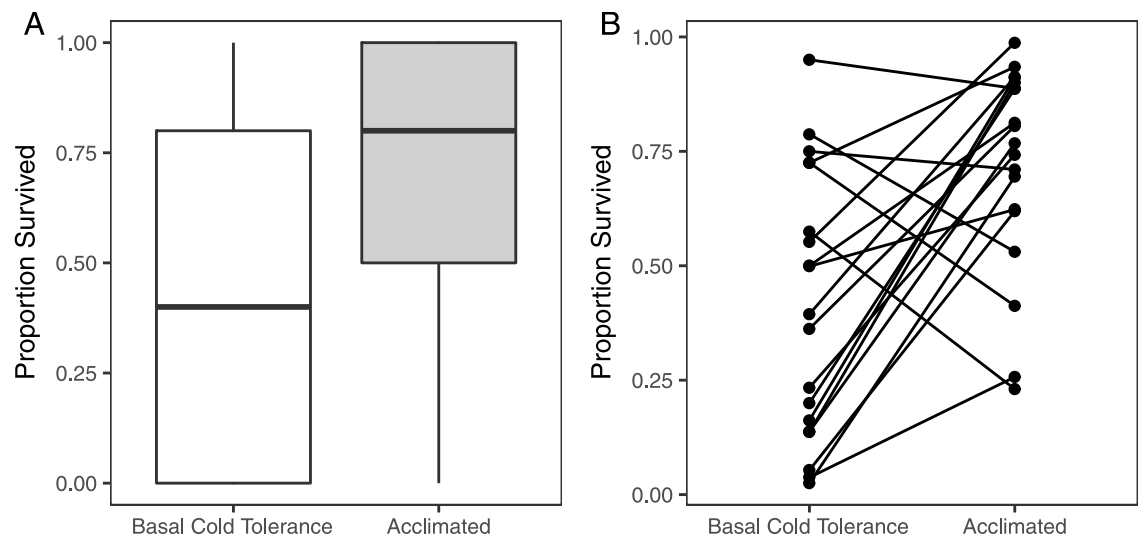 A
Proportion Survived
1.00
0.75
0.50
0.25
0.00
Basal Cold Tolerance
Acclimated
B
Proportion Survived
1.00
0.75
0.50
0.25
0.00
Basal Cold Tolerance
Acclimated